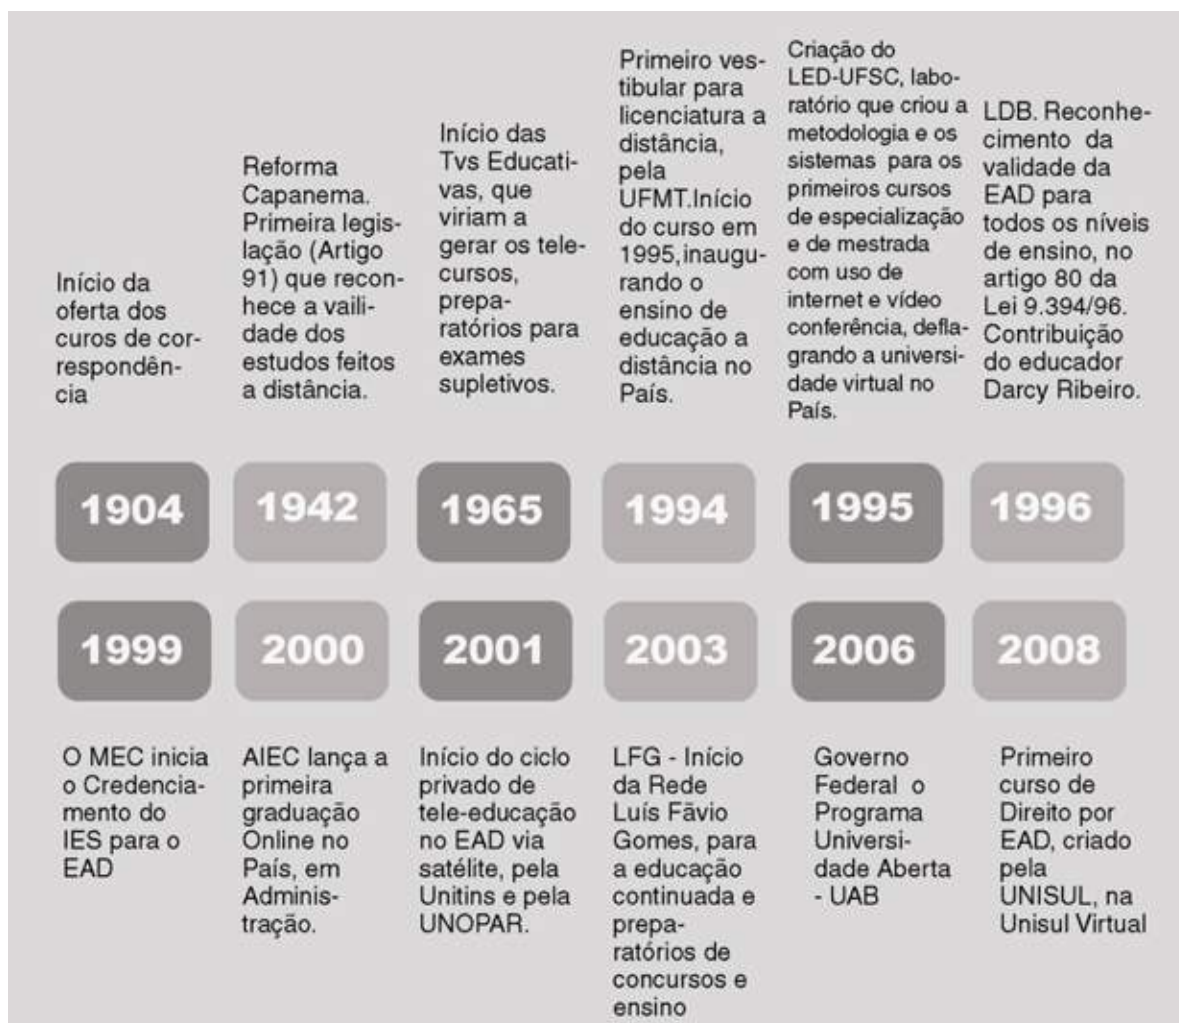 Início da
oferta dos
curos de cor-
respondên-
cia
Reforma
Capanema.
Primeira legis-
lação (Artigo
91) que recon-
hece a vaili-
dade dos
estudos feitos
a distância.
Início das
Tvs Educati-
vas, que
viriam a
gerar os tele-
cursos,
prepa-
ratórios para
exames
supletivos.
Primeiro ves-
tibular para
licenciatura a
distância,
pela
UFMT.Início
do curso em
1995,inaugu-
rando o
ensino de
educação a
distância no
País.
Criação do
LED-UFSC, labo-
ratório que criou a
metodologia e os
sistemas para os
primeiros cursos
de especialização
e de mestrada
com uso de
internet e vídeo
conferência, defla-
grando a universi-
dade virtual no
País.
LDB. Reconhe-
cimento da
validade da
EAD para
todos os níveis
de ensino, no
artigo 80 da
Lei 9.394/96.
Contribuição
do educador
Darcy Ribeiro.
1904
1942
1965
1994
1995
1996
1999
2000
2001
2003
2006
2008
O MEC inicia
o Credencia-
mento do
IES para o
EAD
AIEC lança a
primeira
graduação
Online no
País, em
Adminis-
tração.
Início do ciclo
privado de
tele-educação
no EAD via
satélite, pela
Unitins e pela
UNOPAR.
LFG - Início
da Rede
Luís Fãvio
Gomes, para
a educação
continuada e
prepa-
ratórios de
concursos e
ensino
Governo
Federal o
Programa
Universi-
dade Aberta
- UAB
Primeiro
curso de
Direito por
EAD, criado
pela
UNISUL, na
Unisul Virtual